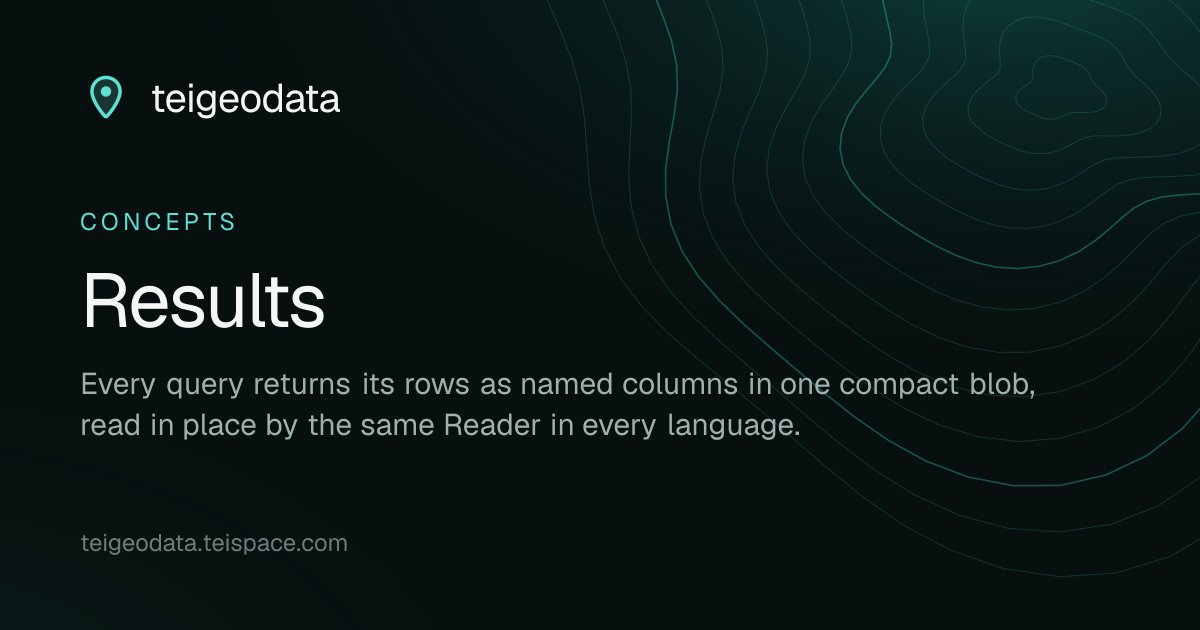 teigeodata
CONCEPTS
Results
Every query returns its rows as named columns in one compact blob,
read in place by the same Reader in every language.
teigeodata.teispace.com